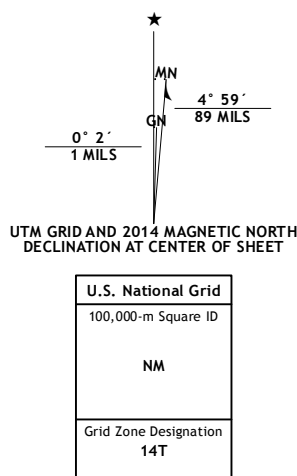 ★
MN
4° 59´
89 MILS
GN
0° 2´
1 MILS
UTM GRID AND 2014 MAGNETIC NORTH
DECLINATION AT CENTER OF SHEET
U.S. National Grid
100,000-m Square ID
NM
Grid Zone Designation
14T